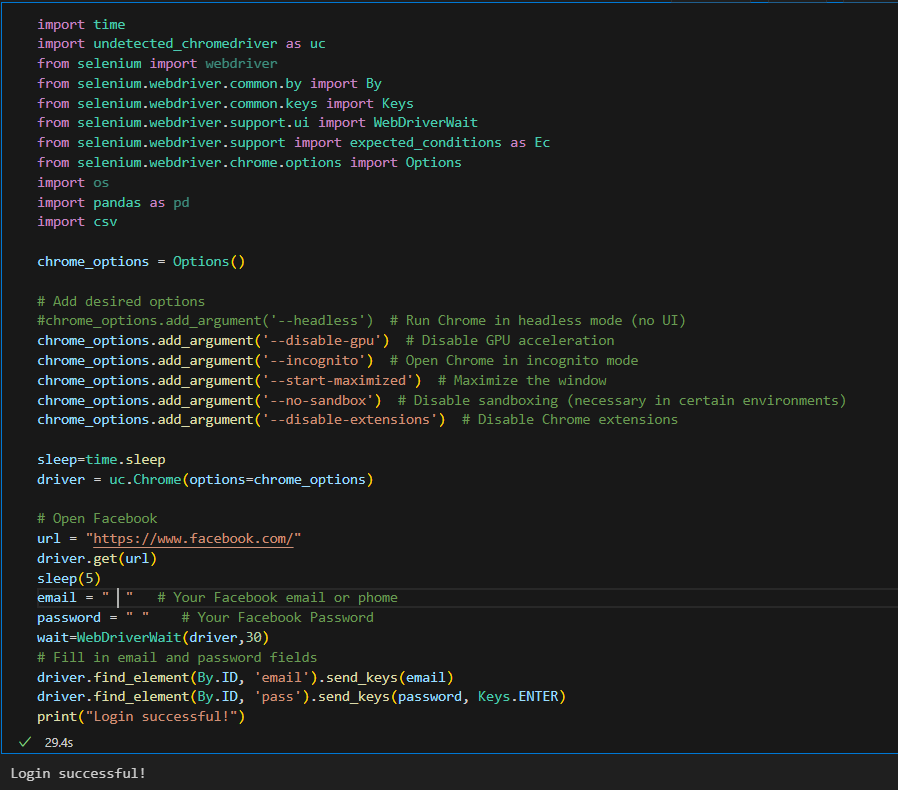 import time
import undetected_chromedriver as uc
from selenium import webdriver
from selenium.webdriver.common.by import By
from selenium.webdriver.common.keys import Keys
from selenium.webdriver.support.ui import WebDriverWait
from selenium.webdriver.support import expected_conditions as Ec
from selenium.webdriver.chrome.options import Options
import os
import pandas as pd
import csv

chrome_options = Options()

# Add desired options
#chrome_options.add_argument('--headless')  # Run Chrome in headless mode (no UI)
chrome_options.add_argument('--disable-gpu')  # Disable GPU acceleration
chrome_options.add_argument('--incognito')  # Open Chrome in incognito mode
chrome_options.add_argument('--start-maximized')  # Maximize the window
chrome_options.add_argument('--no-sandbox')  # Disable sandboxing (necessary in certain environments)
chrome_options.add_argument('--disable-extensions')  # Disable Chrome extensions

sleep=time.sleep
driver = uc.Chrome(options=chrome_options)

# Open Facebook
url = "https://www.facebook.com/"
driver.get(url)
sleep(5)
email = "  "   # Your Facebook email or phome
password = " "    # Your Facebook Password
wait=WebDriverWait(driver,30)
# Fill in email and password fields
driver.find_element(By.ID, 'email').send_keys(email)
driver.find_element(By.ID, 'pass').send_keys(password, Keys.ENTER)
print("Login successful!")
✓ 29.4s
Login successful!